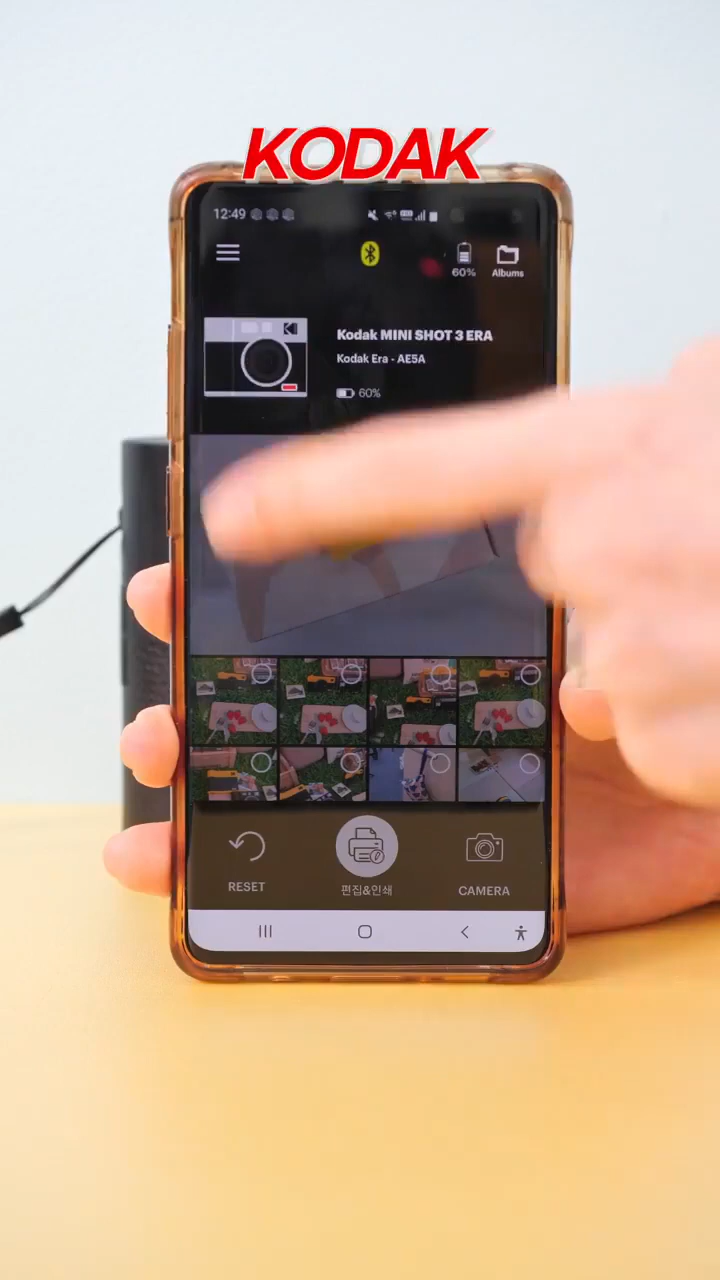 KODAK
12:49
60%
Albums
Kodak MINI SHOT 3 ERA
Kodak Era - AE5A
60%
RESET
편집&인쇄
CAMERA